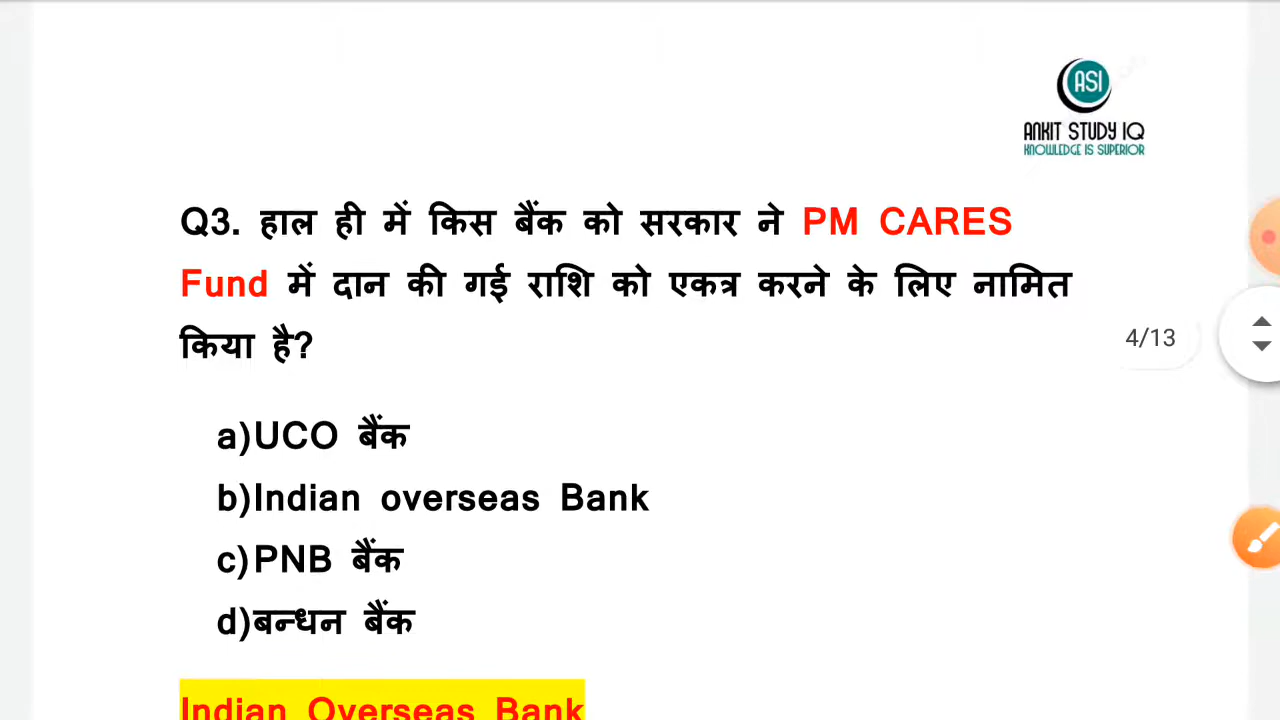 ASI
ANKIT STUDY IQ
KNOWLEDGE IS SUPERIOR
Q3. हाल ही में किस बैंक को सरकार ने PM CARES
Fund में दान की गई राशि को एकत्र करने के लिए नामित
किया है?
4/13
a)UCO बैंक
b)Indian overseas Bank
c)PNB बैंक
d)बन्धन बैंक
Indian Overseas Bank